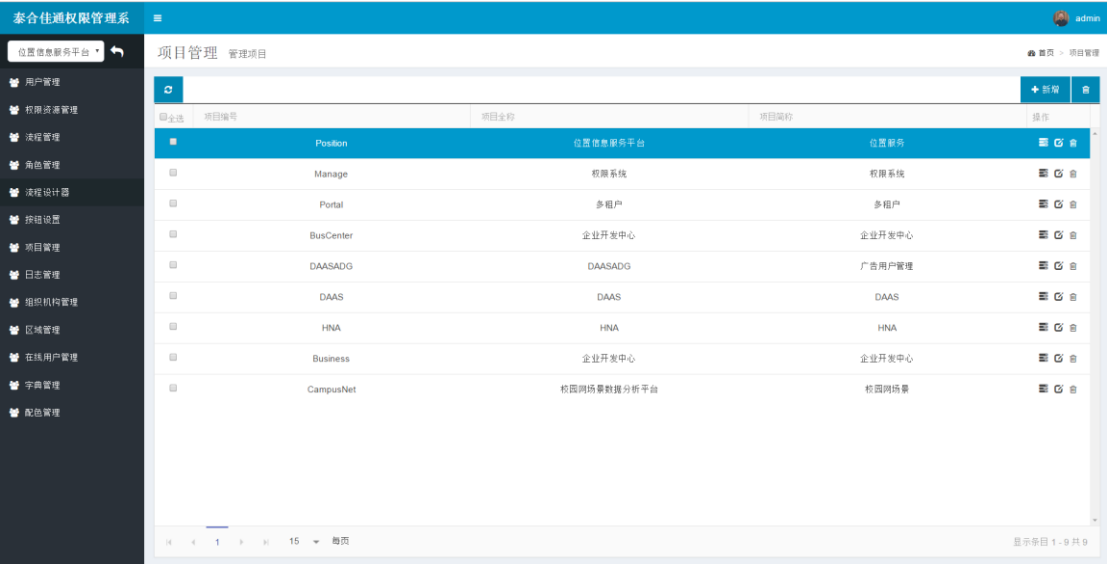 泰合佳通权限管理系
admin
位置信息服务平台
项目管理 管理项目
首页 > 项目管理
用户管理
权限资源管理
流程管理
角色管理
流程设计器
按钮设置
项目管理
日志管理
组织机构管理
区域管理
在线用户管理
字典管理
配色管理
新增
全选 项目编号 项目全称 项目简称 操作
Position 位置信息服务平台 位置服务
Manage 权限系统 权限系统
Portal 多租户 多租户
BusCenter 企业开发中心 企业开发中心
DAASADG DAASADG 广告用户管理
DAAS DAAS DAAS
HNA HNA HNA
Business 企业开发中心 企业开发中心
CampusNet 校园网场景数据分析平台 校园网场景
1 15 每页
显示条目 1 - 9 共 9